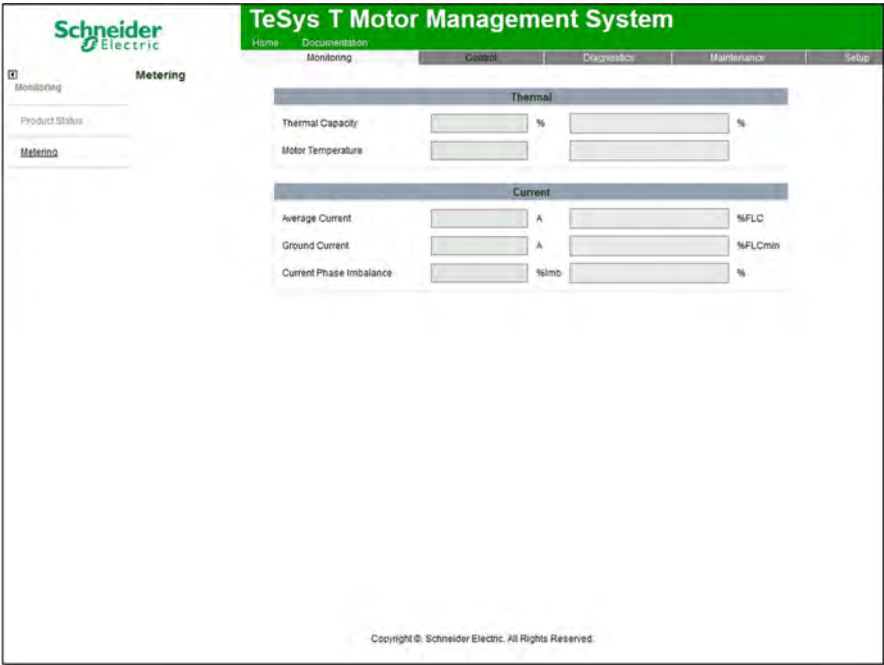 Schneider
Electric
TeSys T Motor Management System
Home Documentation
Monitoring Control Diagnostics Maintenance Setup
Metering
Monitoring
Product Status
Metering
Thermal
Thermal Capacity % %
Motor Temperature
Current
Average Current A %FLC
Ground Current A %FLCmin
Current Phase Imbalance %Imb %
Copyright ©. Schneider Electric. All Rights Reserved.